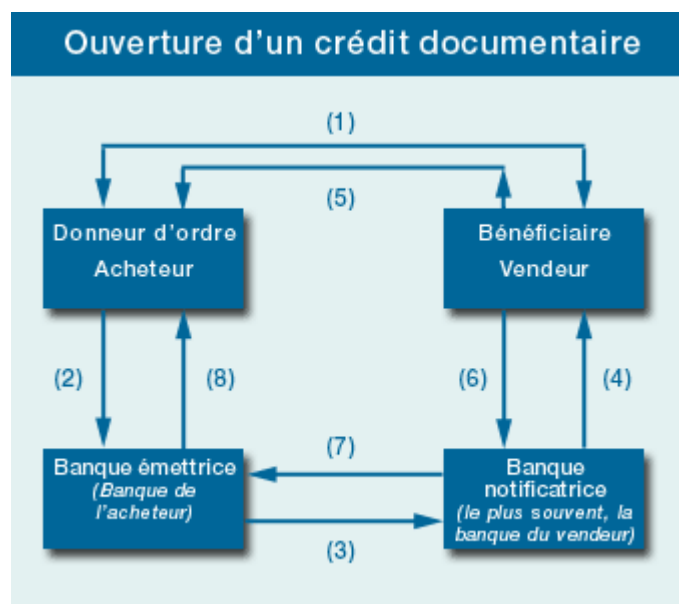 Ouverture d'un crédit documentaire
(1)
(5)
Donneur d'ordre
Acheteur
Bénéficiaire
Vendeur
(2)
(8)
(6)
(4)
(7)
Banque émettrice
(Banque de
l'acheteur)
Banque
notificatrice
(le plus souvent, la
banque du vendeur)
(3)